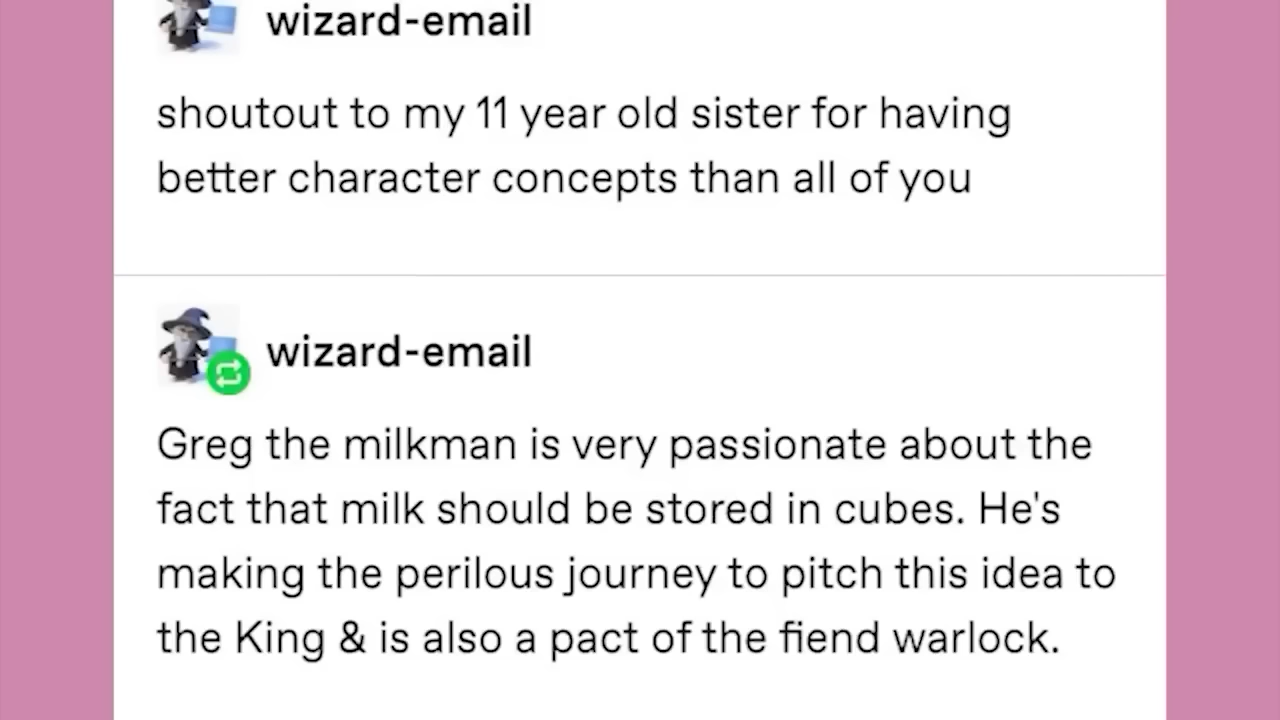 wizard-email
shoutout to my 11 year old sister for having
better character concepts than all of you
wizard-email
Greg the milkman is very passionate about the
fact that milk should be stored in cubes. He's
making the perilous journey to pitch this idea to
the King & is also a pact of the fiend warlock.